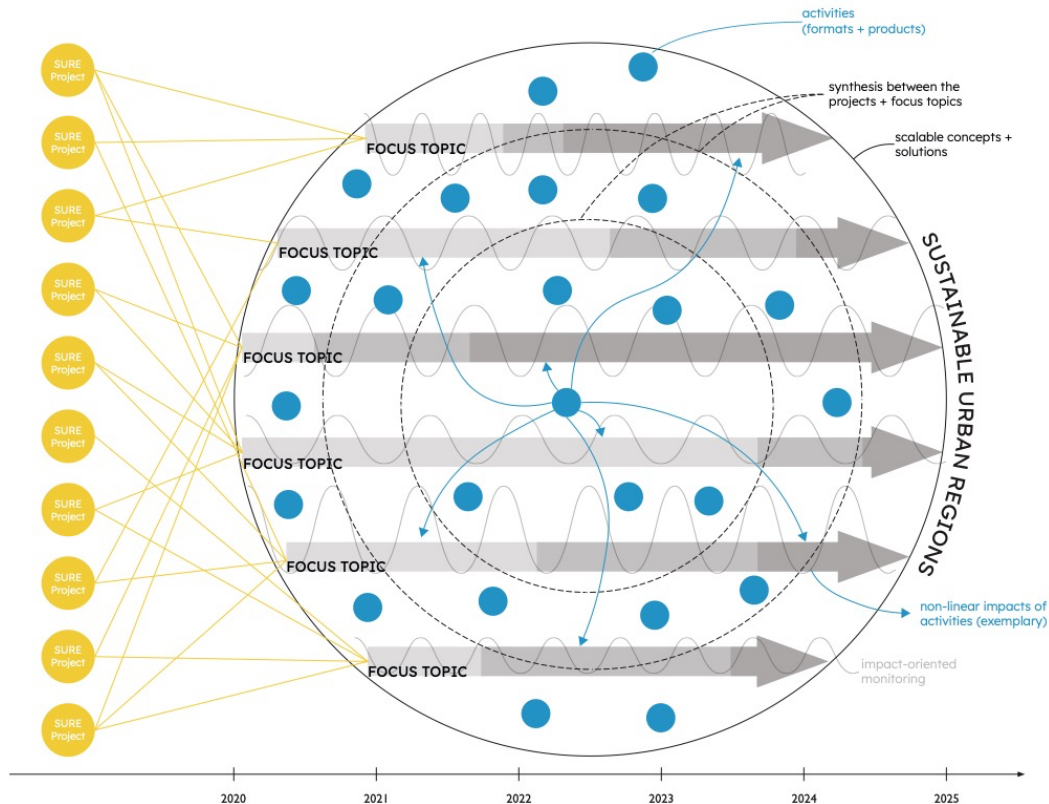 activities
(formats + products)
SURE
Project
synthesis between the
projects + focus topics
SURE
Project
FOCUS TOPIC
scalable concepts +
solutions
SURE
Project
FOCUS TOPIC
SUSTAINABLE URBAN REGIONS
SURE
Project
FOCUS TOPIC
SURE
Project
SURE
Project
FOCUS TOPIC
SURE
Project
FOCUS TOPIC
SURE
Project
non-linear impacts of
activities (exemplary)
SURE
Project
FOCUS TOPIC
impact-oriented
monitoring
SURE
Project
2020
2021
2022
2023
2024
2025